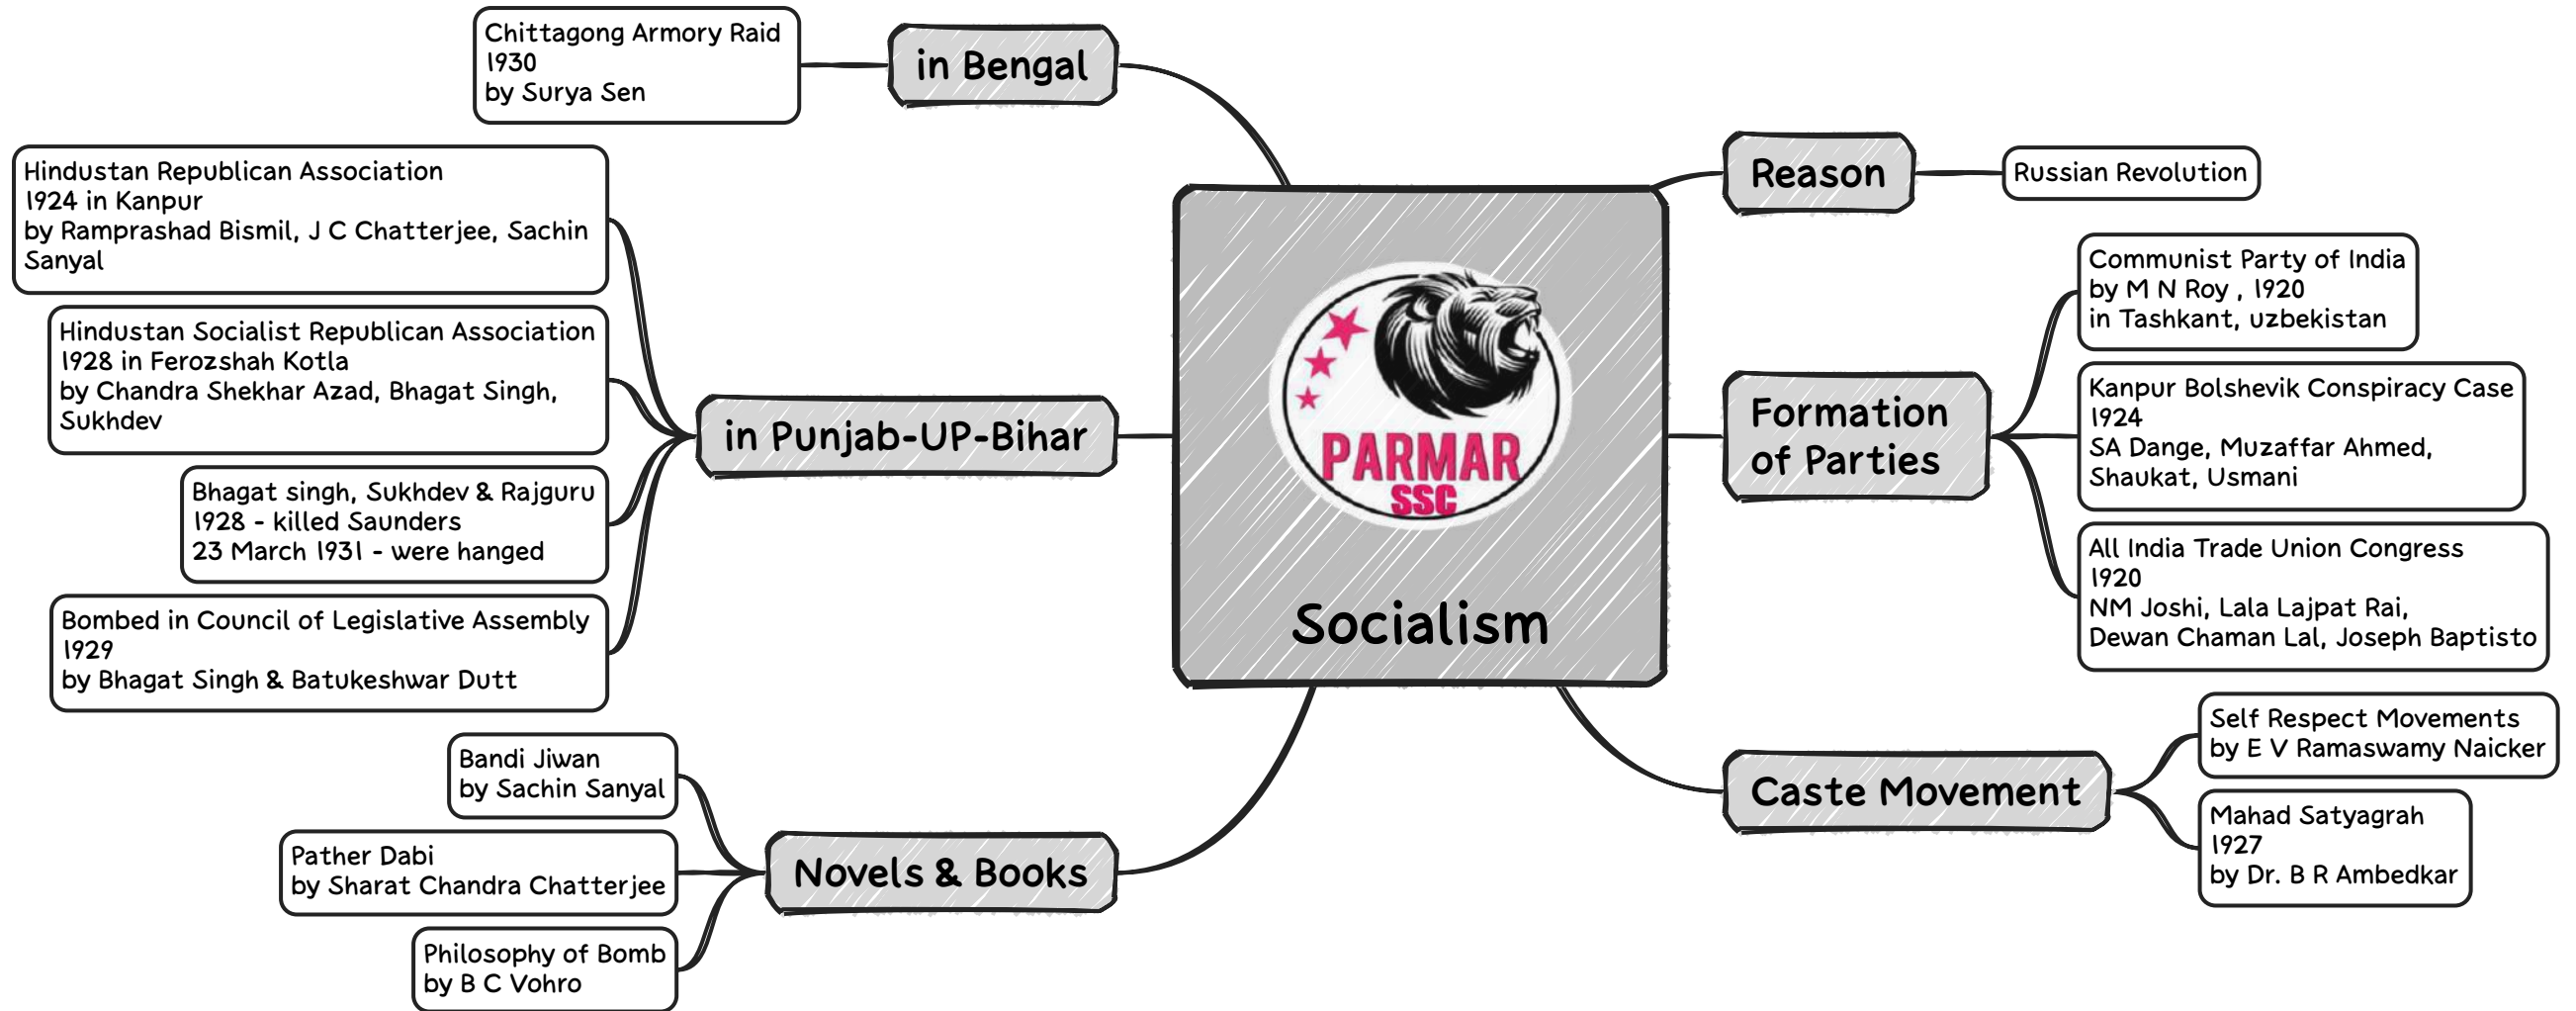 Chittagong Armory Raid
1930
by Surya Sen
in Bengal
Hindustan Republican Association
1924 in Kanpur
by Ramprashad Bismil, J C Chatterjee, Sachin
Sanyal
Hindustan Socialist Republican Association
1928 in Ferozshah Kotla
by Chandra Shekhar Azad, Bhagat Singh,
Sukhdev
Bhagat singh, Sukhdev & Rajguru
1928 - killed Saunders
23 March 1931 - were hanged
Bombed in Council of Legislative Assembly
1929
by Bhagat Singh & Batukeshwar Dutt
in Punjab-UP-Bihar
Bandi Jiwan
by Sachin Sanyal
Pather Dabi
by Sharat Chandra Chatterjee
Philosophy of Bomb
by B C Vohro
Novels & Books
PARMAR
SSC
Socialism
Reason
Russian Revolution
Formation
of Parties
Communist Party of India
by M N Roy , 1920
in Tashkant, uzbekistan
Kanpur Bolshevik Conspiracy Case
1924
SA Dange, Muzaffar Ahmed,
Shaukat, Usmani
All India Trade Union Congress
1920
NM Joshi, Lala Lajpat Rai,
Dewan Chaman Lal, Joseph Baptisto
Caste Movement
Self Respect Movements
by E V Ramaswamy Naicker
Mahad Satyagrah
1927
by Dr. B R Ambedkar